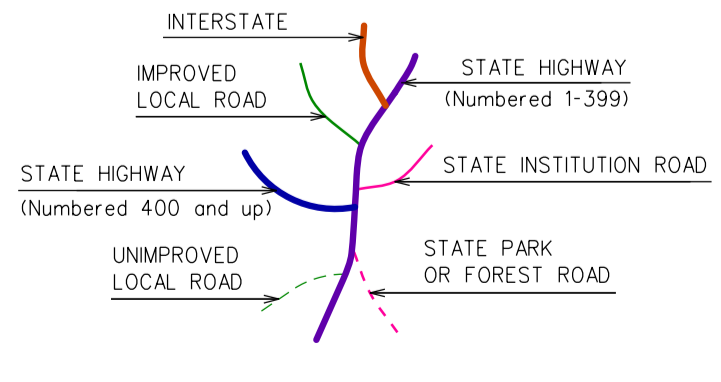 INTERSTATE
STATE HIGHWAY
(Numbered 1-399)
IMPROVED
LOCAL ROAD
STATE INSTITUTION ROAD
STATE HIGHWAY
(Numbered 400 and up)
UNIMPROVED
LOCAL ROAD
STATE PARK
OR FOREST ROAD